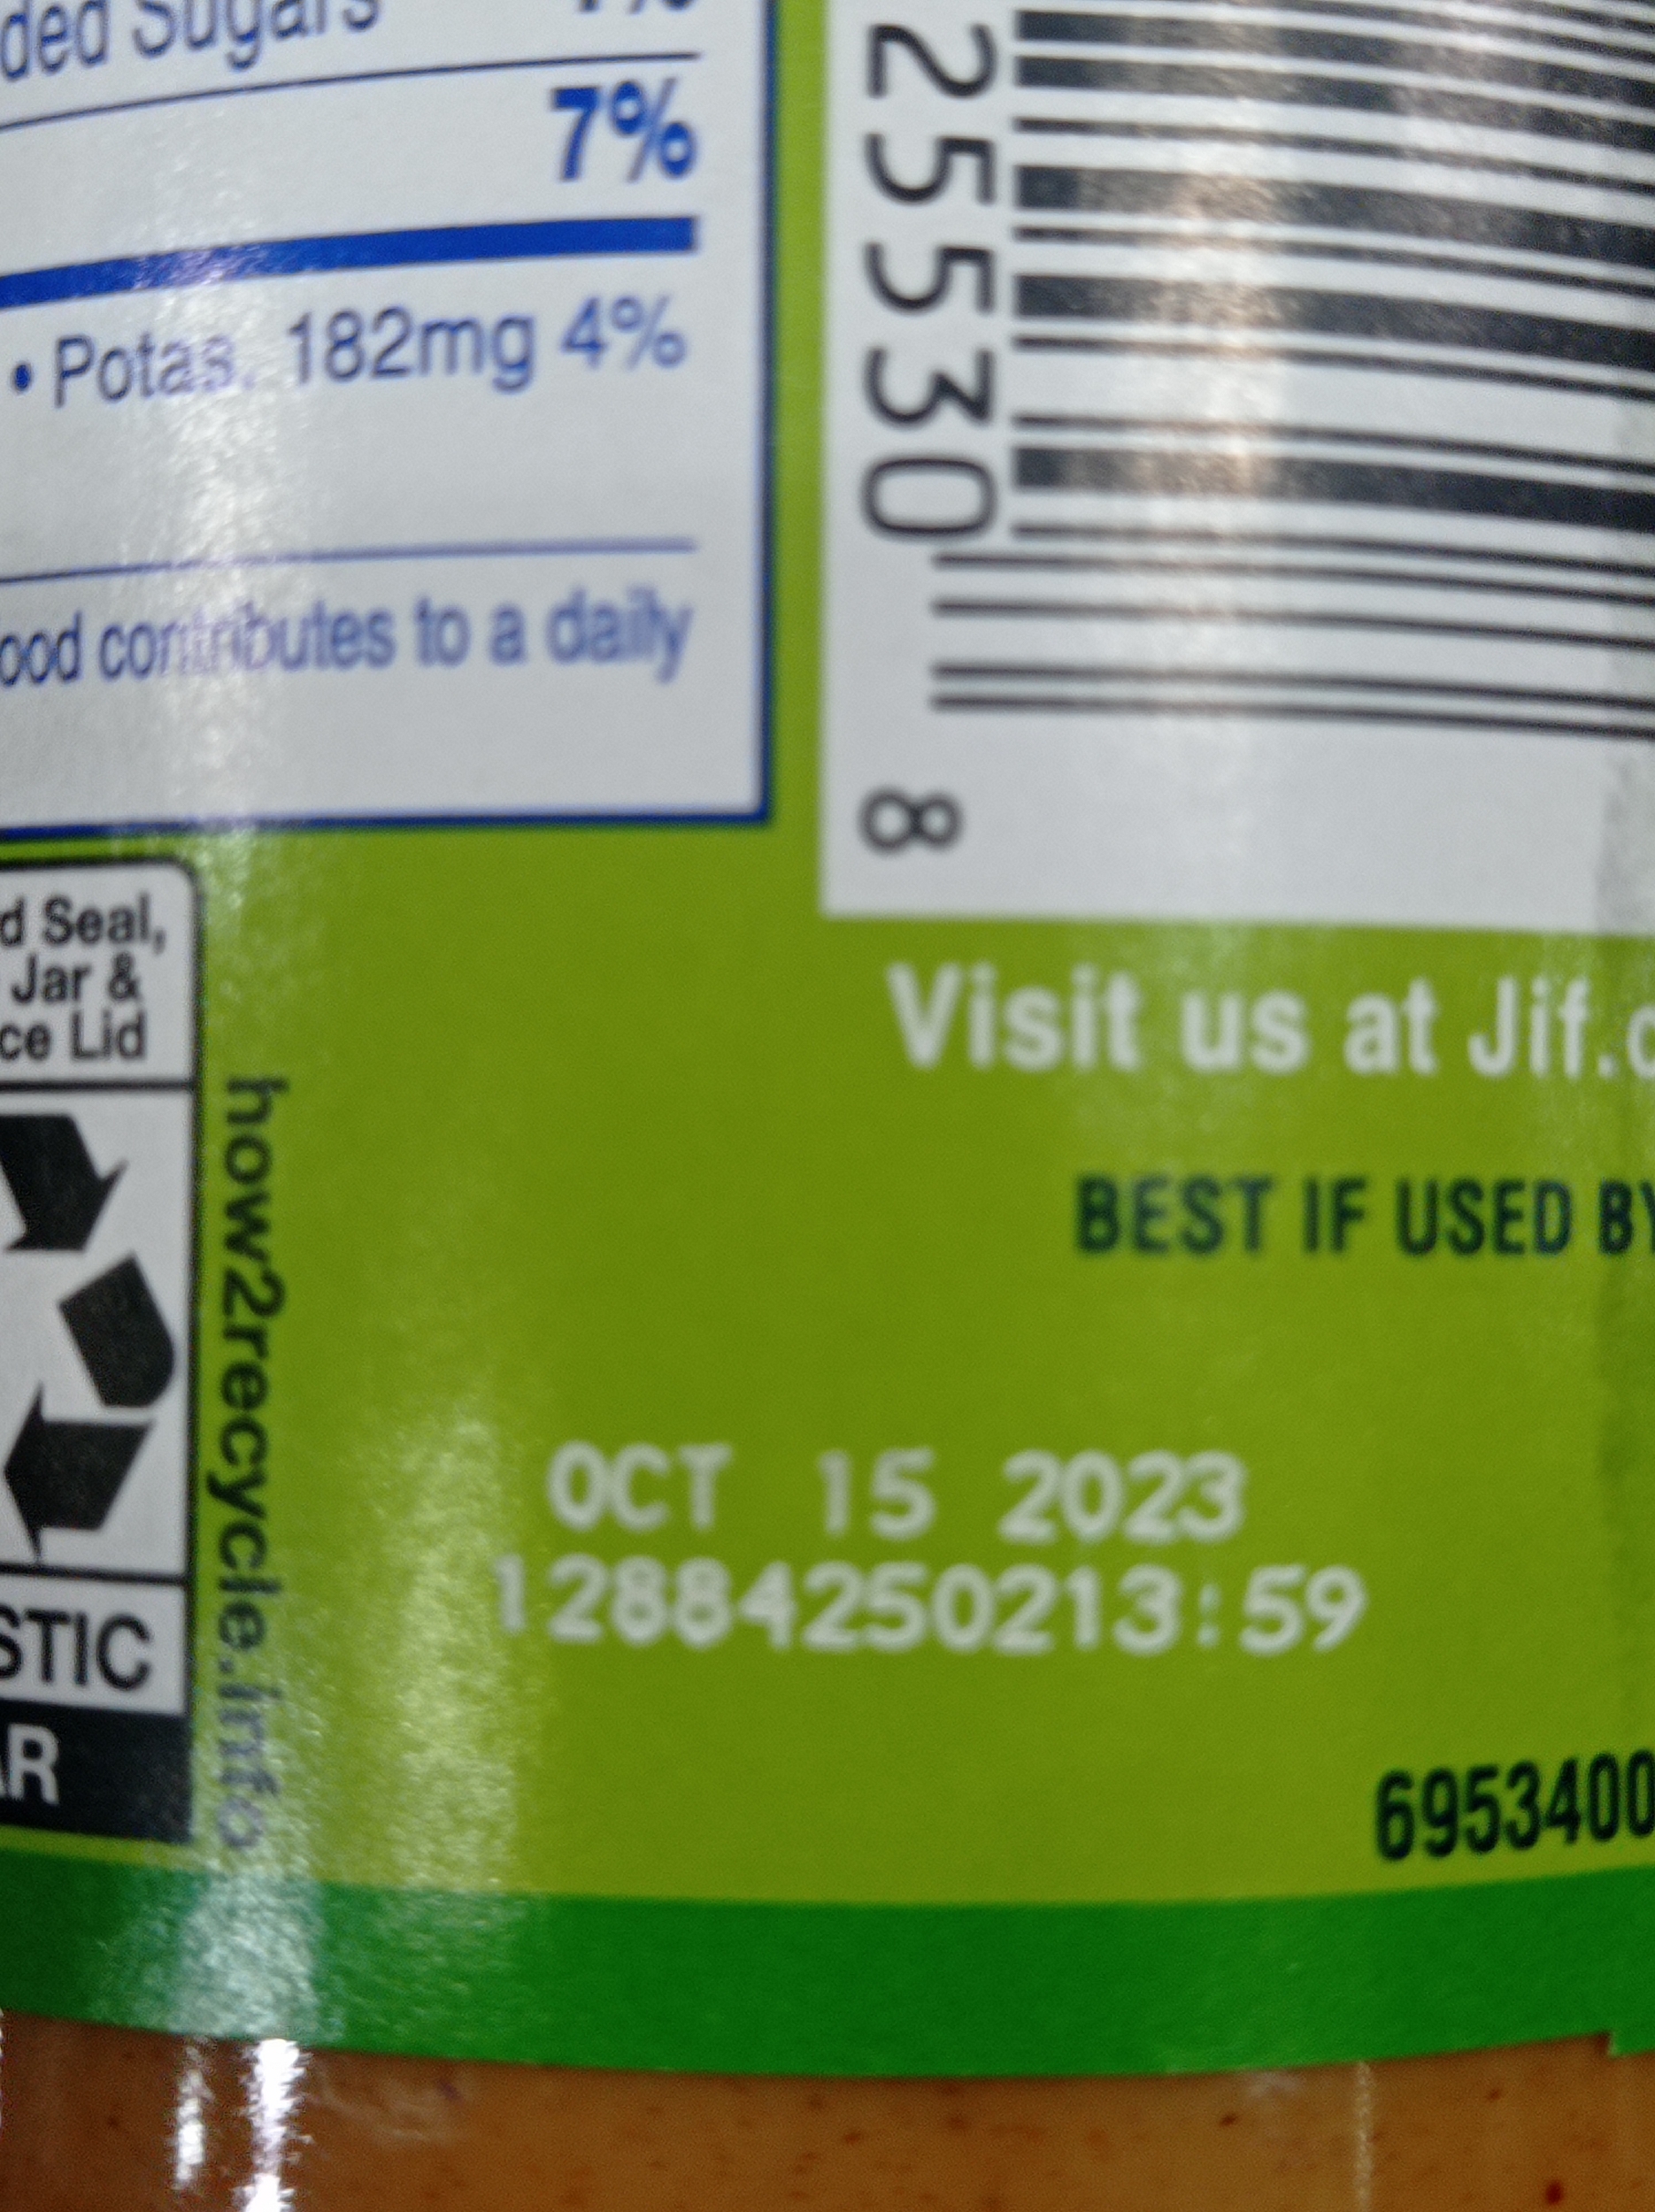 ded Sugars
7%
• Potas. 182mg 4%
ood contributes to a daily
25530
8
d Seal,
Jar &
ce Lid
STIC
AR
how2recycle.info
Visit us at Jif.c
BEST IF USED BY
OCT 15 2023
12884250213:59
6953400